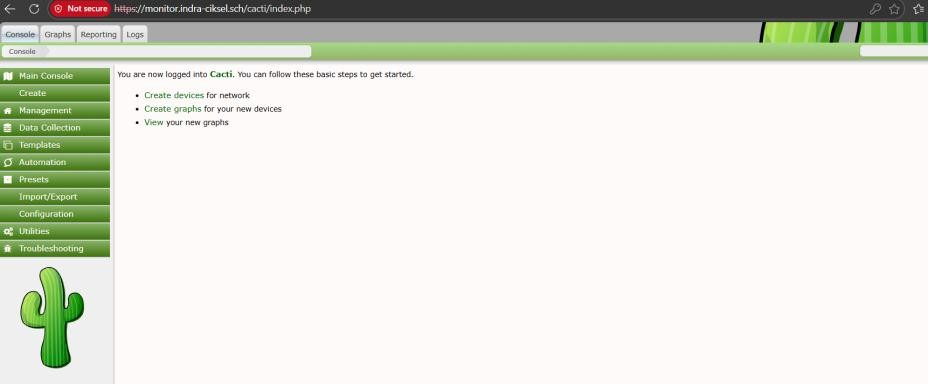 Not secure https://monitor.indra-ciksel.sch/cacti/index.php
Console Graphs Reporting Logs
Console
Main Console
Create
Management
Data Collection
Templates
Automation
Presets
Import/Export
Configuration
Utilities
Troubleshooting
You are now logged into Cacti. You can follow these basic steps to get started.
Create devices for network
Create graphs for your new devices
View your new graphs